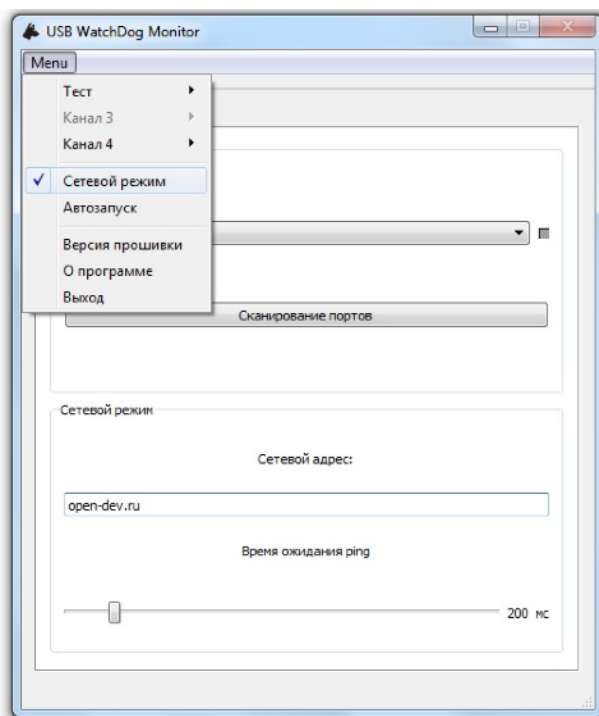 USB WatchDog Monitor
Menu
Тест
Канал 3
Канал 4
Сетевой режим
Автозапуск
Версия прошивки
О программе
Выход
Сканирование портов
Сетевой режим
Сетевой адрес:
open-dev.ru
Время ожидания ping
200 мс